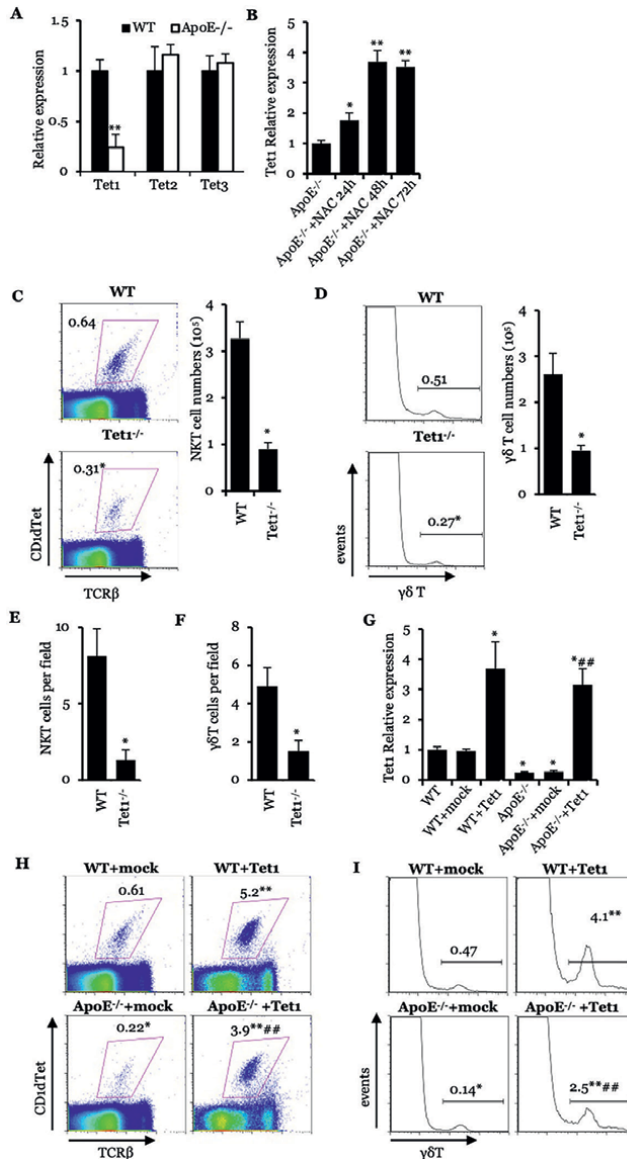 A
WT ApoE-/-
Relative expression
1.5
1
0.5
0
**
Tet1 Tet2 Tet3
B
Tet1 Relative expression
5
4
3
2
1
0
*
**
**
ApoE-/-
ApoE-/- +NAC 24h
ApoE-/- +NAC 48h
ApoE-/- +NAC 72h
C
WT
0.64
Tet1-/-
0.31*
CD1dTet
TCRβ
NKT cell numbers (10⁵)
4
3
2
1
0
*
WT
Tet1-/-
D
WT
0.51
Tet1-/-
0.27*
events
γδ T
γδ T cell numbers (10⁵)
4
3
2
1
0
*
WT
Tet1-/-
E
NKT cells per field
10
5
0
*
WT
Tet1-/-
F
γδT cells per field
8
6
4
2
0
*
WT
Tet1-/-
G
Tet1 Relative expression
5
4
3
2
1
0
*
*
*
*##
WT
WT+mock
WT+Tet1
ApoE-/-
ApoE-/-+mock
ApoE-/-+Tet1
H
WT+mock WT+Tet1
0.61 5.2**
ApoE-/-+mock ApoE-/- +Tet1
0.22* 3.9**##
CD1dTet
TCRβ
I
WT+mock WT+Tet1
0.47 4.1**
ApoE-/-+mock ApoE-/- +Tet1
0.14* 2.5**##
events
γδT